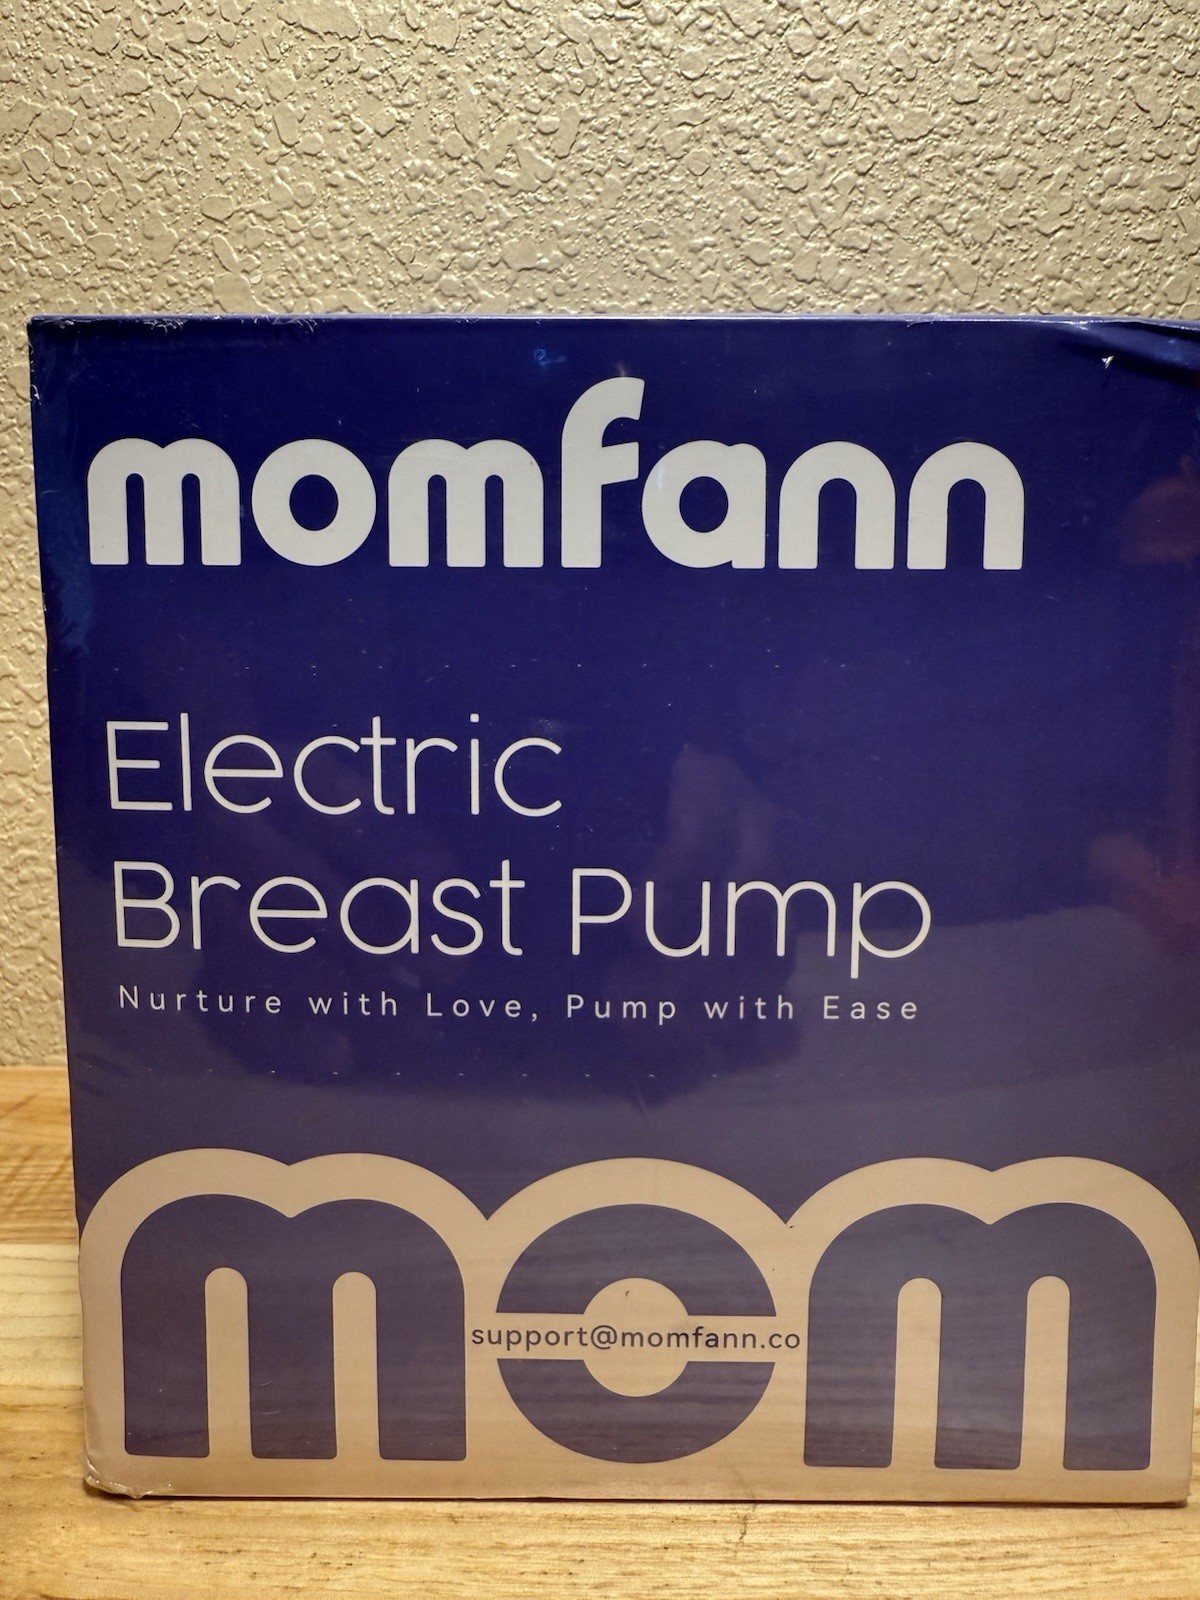 momfann
Electric
Breast Pump
Nurture with Love, Pump with Ease
mom
support@momfann.co